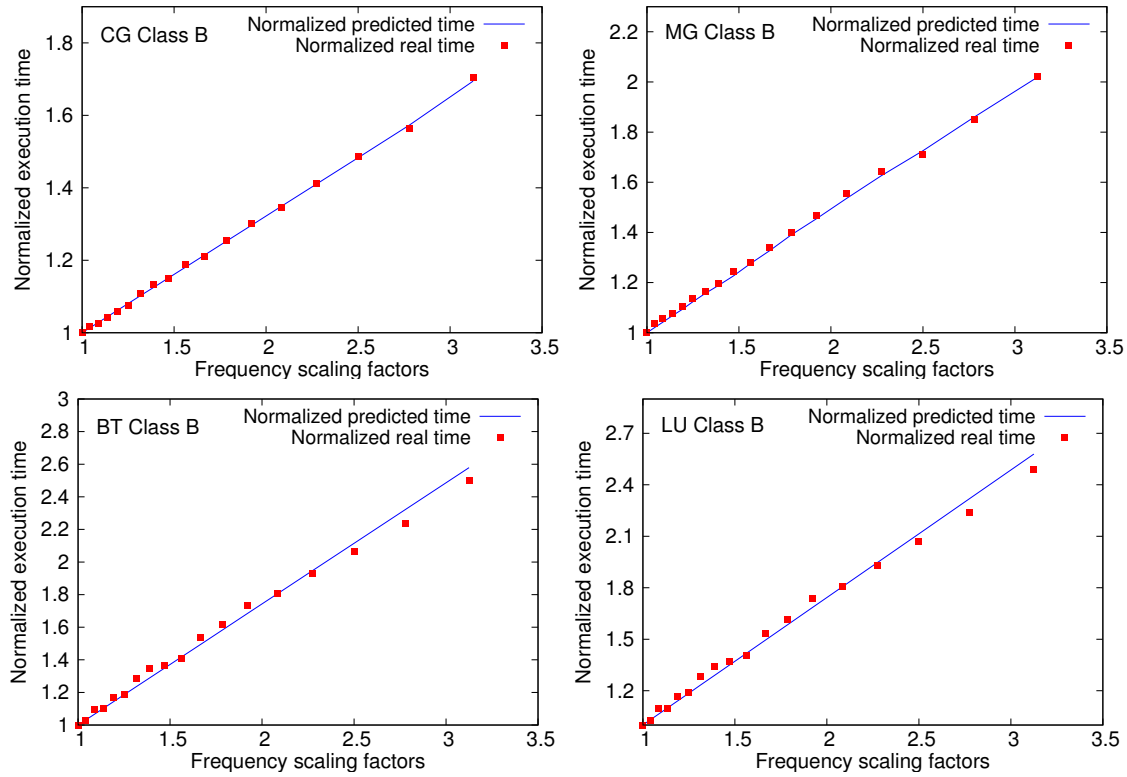 CG Class B
Normalized predicted time
Normalized real time
Normalized execution time
1.8
1.6
1.4
1.2
1
1
1.5
2
2.5
3
3.5
Frequency scaling factors
MG Class B
Normalized predicted time
Normalized real time
Normalized execution time
2.2
2
1.8
1.6
1.4
1.2
1
1
1.5
2
2.5
3
3.5
Frequency scaling factors
BT Class B
Normalized predicted time
Normalized real time
Normalized execution time
3
2.8
2.6
2.4
2.2
2
1.8
1.6
1.4
1.2
1
1
1.5
2
2.5
3
3.5
Frequency scaling factors
LU Class B
Normalized predicted time
Normalized real time
Normalized execution time
2.7
2.4
2.1
1.8
1.5
1.2
1
1.5
2
2.5
3
3.5
Frequency scaling factors